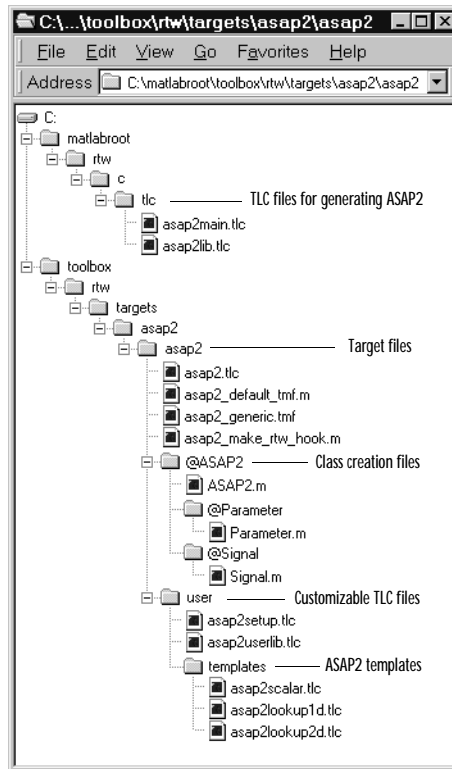 C:\...\toolbox\rtw\targets\asap2\asap2
File Edit View Go Favorites Help
Address C:\matlabroot\toolbox\rtw\targets\asap2\asap2
C:
matlabroot
rtw
c
tlc TLC files for generating ASAP2
asap2main.tlc
asap2lib.tlc
toolbox
rtw
targets
asap2
asap2 Target files
asap2.tlc
asap2_default_tmf.m
asap2_generic.tmf
asap2_make_rtw_hook.m
@ASAP2 Class creation files
ASAP2.m
@Parameter
Parameter.m
@Signal
Signal.m
user Customizable TLC files
asap2setup.tlc
asap2userlib.tlc
templates ASAP2 templates
asap2scalar.tlc
asap2lookup1d.tlc
asap2lookup2d.tlc